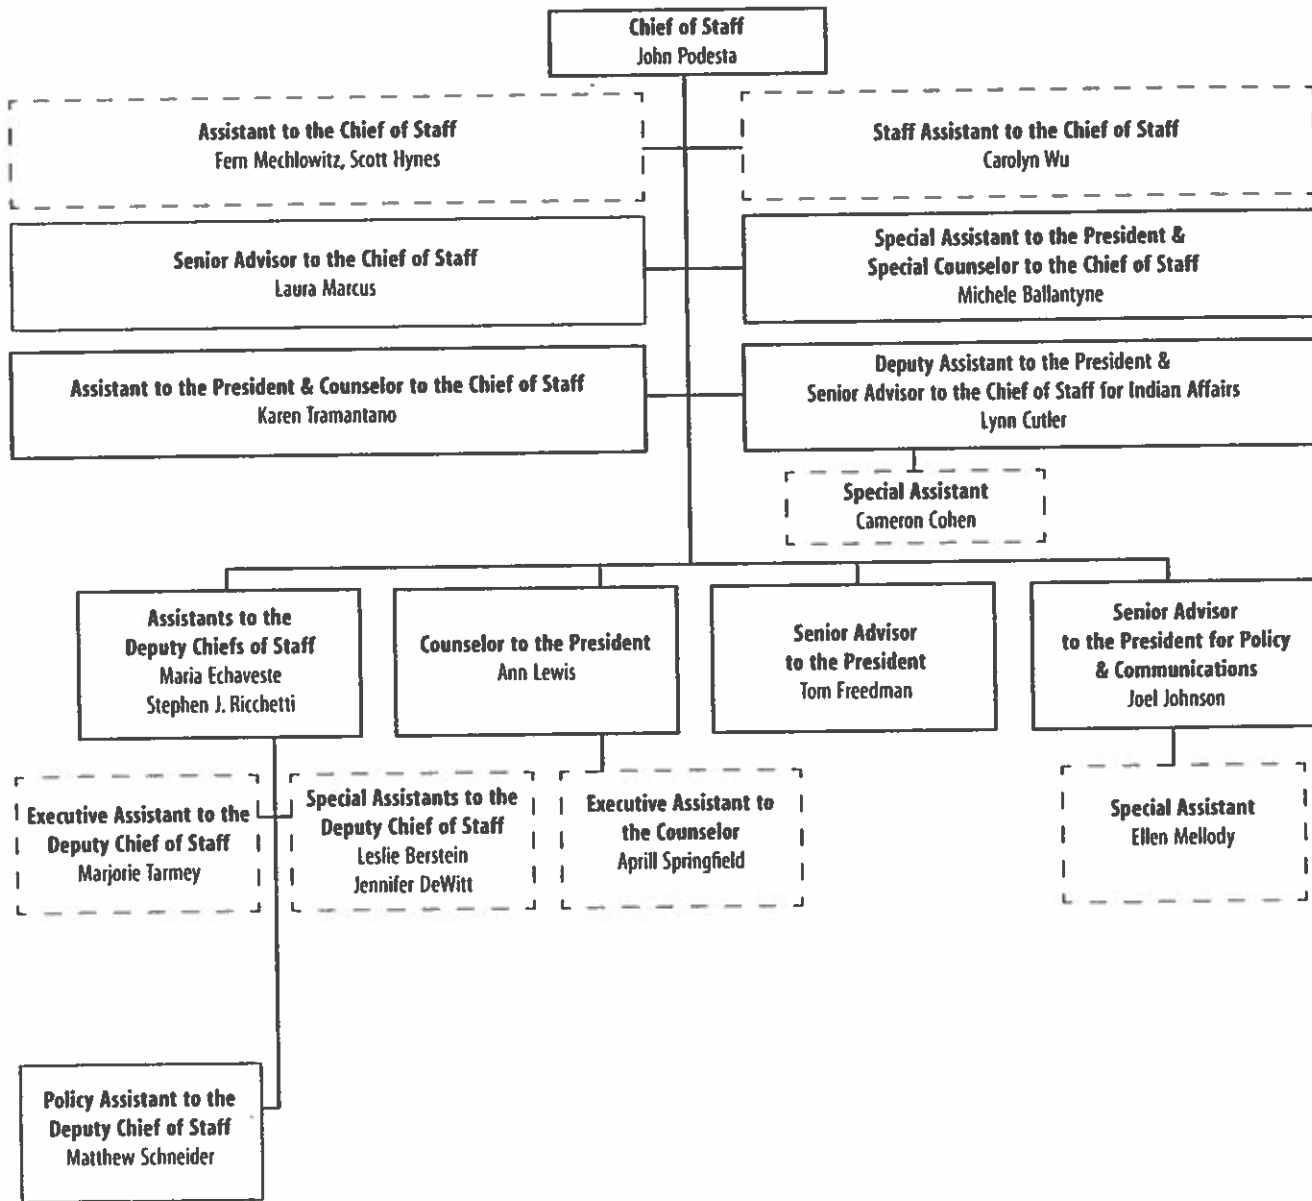 Chief of Staff
John Podesta
Assistant to the Chief of Staff
Fern Mechlowitz, Scott Hynes
Staff Assistant to the Chief of Staff
Carolyn Wu
Senior Advisor to the Chief of Staff
Laura Marcus
Special Assistant to the President &
Special Counselor to the Chief of Staff
Michele Ballantyne
Assistant to the President & Counselor to the Chief of Staff
Karen Tramantano
Deputy Assistant to the President &
Senior Advisor to the Chief of Staff for Indian Affairs
Lynn Cutler
Special Assistant
Cameron Cohen
Assistants to the
Deputy Chiefs of Staff
Maria Echaveste
Stephen J. Ricchetti
Counselor to the President
Ann Lewis
Senior Advisor
to the President
Tom Freedman
Senior Advisor
to the President for Policy
& Communications
Joel Johnson
Executive Assistant to the
Deputy Chief of Staff
Marjorie Tarmey
Special Assistants to the
Deputy Chief of Staff
Leslie Berstein
Jennifer DeWitt
Executive Assistant to
the Counselor
Aprill Springfield
Special Assistant
Ellen Mellody
Policy Assistant to the
Deputy Chief of Staff
Matthew Schneider